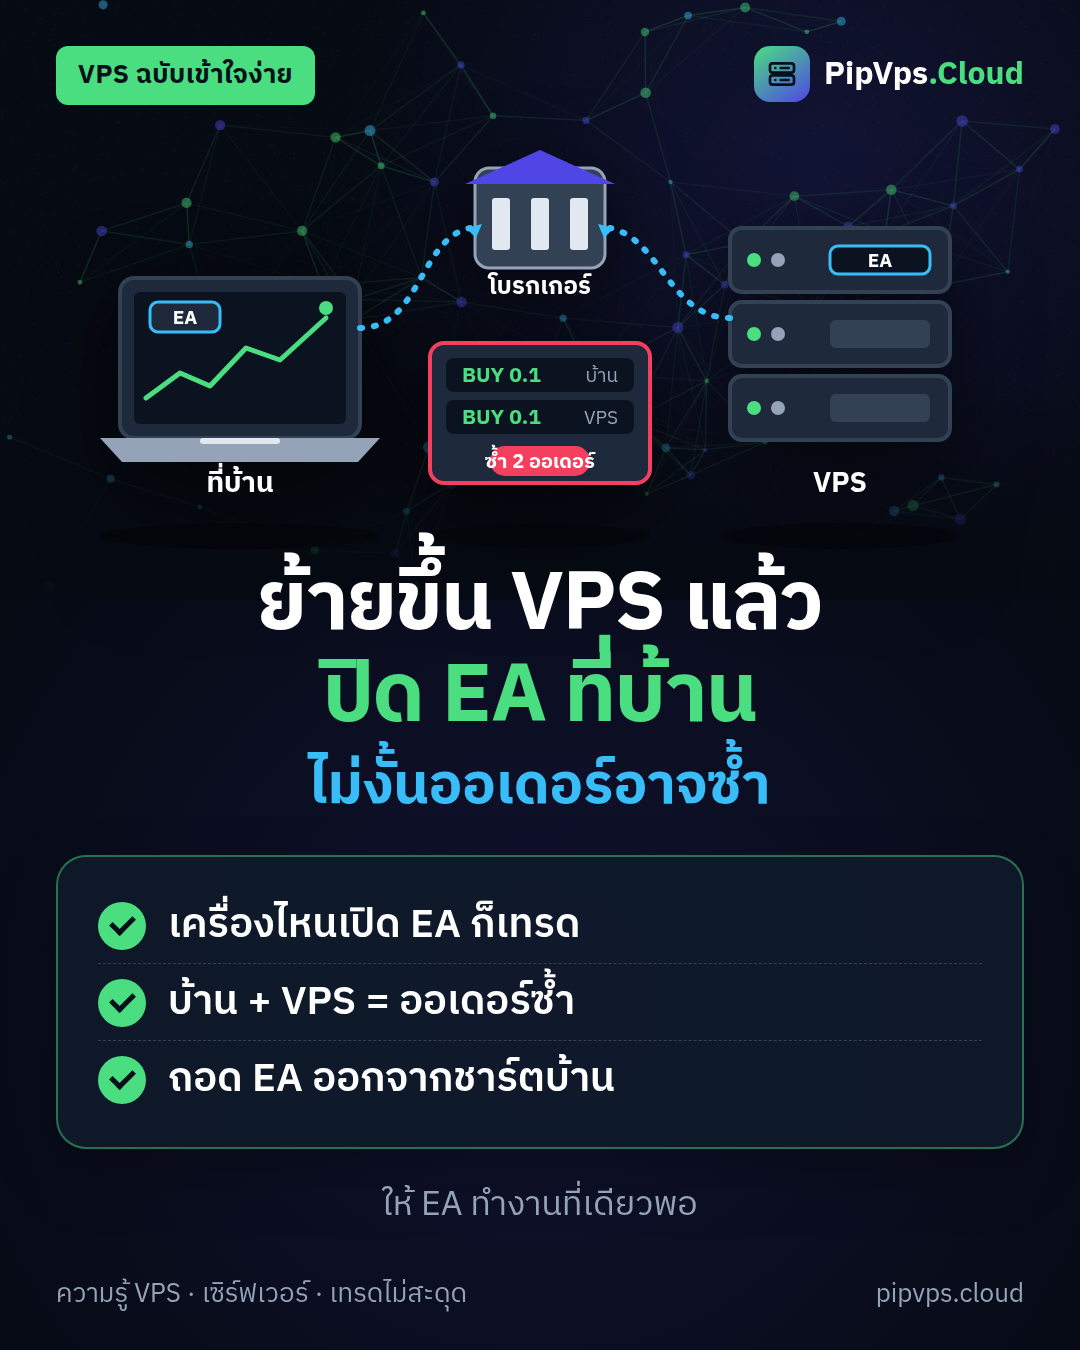 VPS ฉบับเข้าใจง่าย
PipVps.Cloud
โบรกเกอร์
EA
EA
BUY 0.1 บ้าน
BUY 0.1 VPS
ซ้ำ 2 ออเดอร์
ที่บ้าน
VPS
ย้ายขึ้น VPS แล้ว
ปิด EA ที่บ้าน
ไม่งั้นออเดอร์อาจซ้ำ
เครื่องไหนเปิด EA ก็เทรด
บ้าน + VPS = ออเดอร์ซ้ำ
ถอด EA ออกจากชาร์ตบ้าน
ให้ EA ทำงานที่เดียวพอ
ความรู้ VPS · เซิร์ฟเวอร์ · เทรดไม่สะดุด
pipvps.cloud